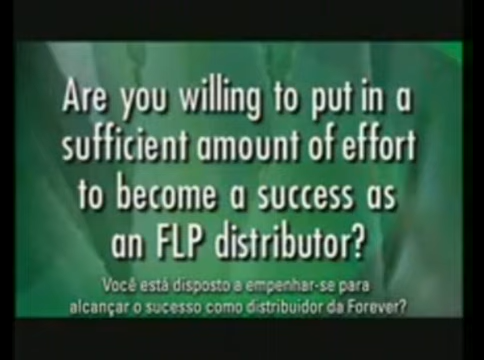 Are you willing to put in a
sufficient amount of effort
to become a success as
an FLP distributor?
Você está disposto a empenhar-se para
alcançar o sucesso como distribuidor da Forever?